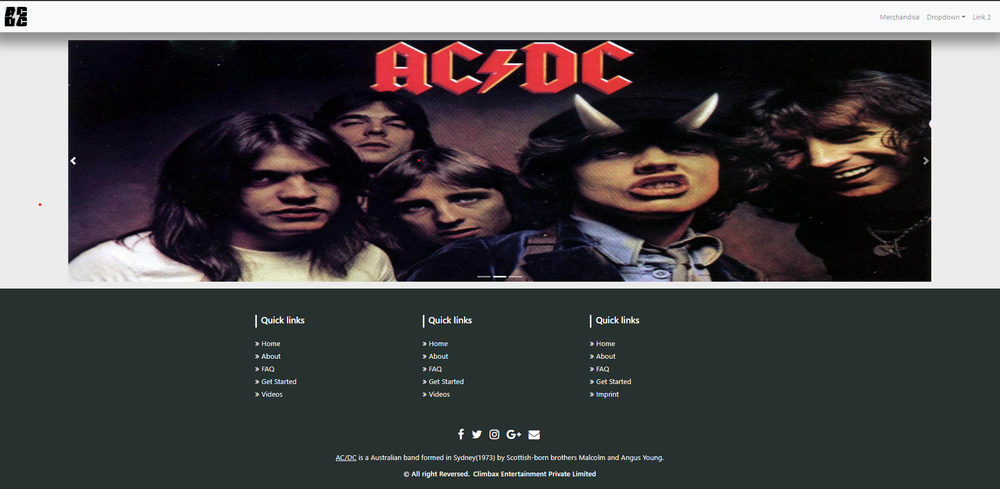 AC
DC
Merchandise Dropdown Link 2
AC/DC
Quick links Quick links Quick links
» Home » Home » Home
» About » About » About
» FAQ » FAQ » FAQ
» Get Started » Get Started » Get Started
» Videos » Videos » Imprint
G+
AC/DC is a Australian band formed in Sydney(1973) by Scottish-born brothers Malcolm and Angus Young.
© All right Reversed. Climbax Entertainment Private Limited